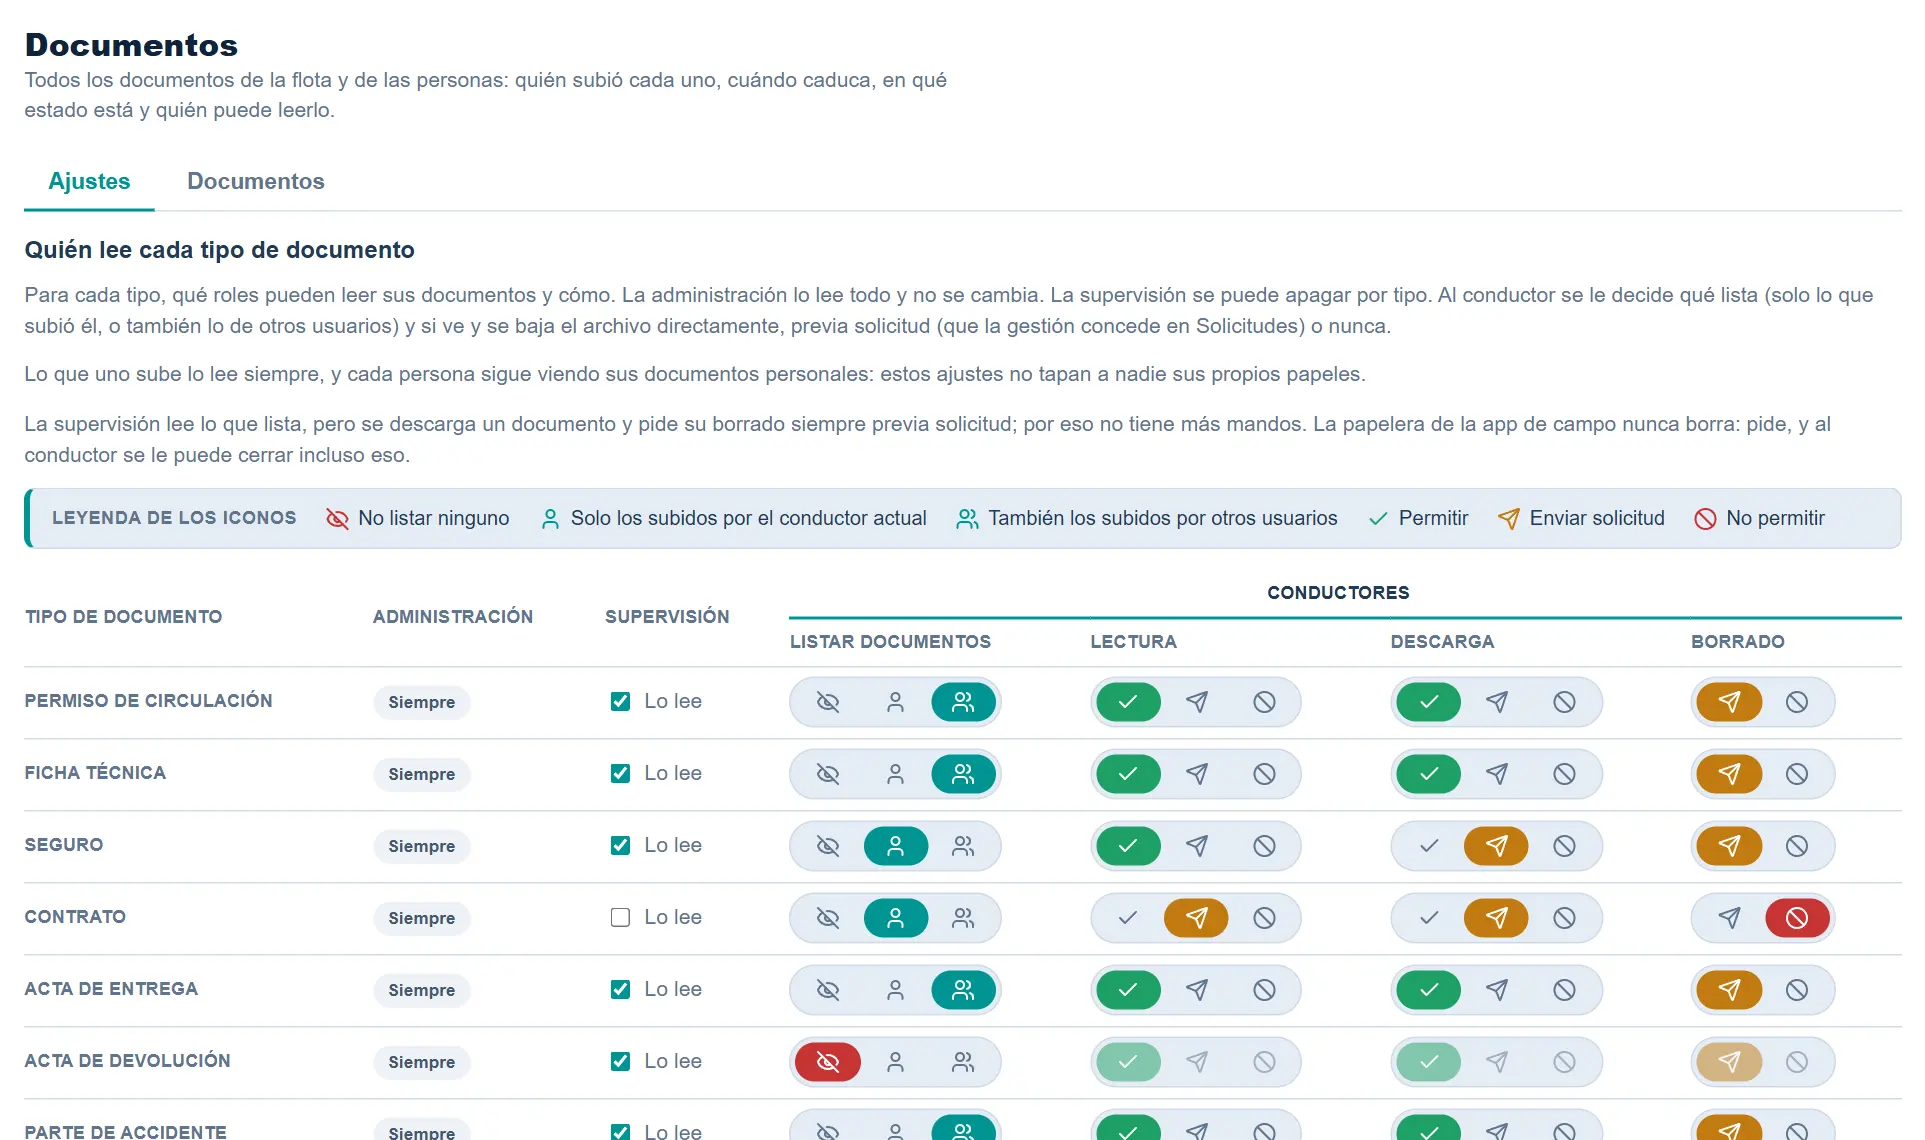 Documentos
Todos los documentos de la flota y de las personas: quién subió cada uno, cuándo caduca, en qué
estado está y quién puede leerlo.
Ajustes Documentos
Quién lee cada tipo de documento
Para cada tipo, qué roles pueden leer sus documentos y cómo. La administración lo lee todo y no se cambia. La supervisión se puede apagar por tipo. Al conductor se le decide qué lista (solo lo que
subió él, o también lo de otros usuarios) y si ve y se baja el archivo directamente, previa solicitud (que la gestión concede en Solicitudes) o nunca.
Lo que uno sube lo lee siempre, y cada persona sigue viendo sus documentos personales: estos ajustes no tapan a nadie sus propios papeles.
La supervisión lee lo que lista, pero se descarga un documento y pide su borrado siempre previa solicitud; por eso no tiene más mandos. La papelera de la app de campo nunca borra: pide, y al
conductor se le puede cerrar incluso eso.
LEYENDA DE LOS ICONOS No listar ninguno Solo los subidos por el conductor actual También los subidos por otros usuarios Permitir Enviar solicitud No permitir
CONDUCTORES
TIPO DE DOCUMENTO ADMINISTRACIÓN SUPERVISIÓN
LISTAR DOCUMENTOS LECTURA DESCARGA BORRADO
PERMISO DE CIRCULACIÓN Siempre Lo lee
FICHA TÉCNICA Siempre Lo lee
SEGURO Siempre Lo lee
CONTRATO Siempre Lo lee
ACTA DE ENTREGA Siempre Lo lee
ACTA DE DEVOLUCIÓN Siempre Lo lee
PARTE DE ACCIDENTE Siempre Lo lee